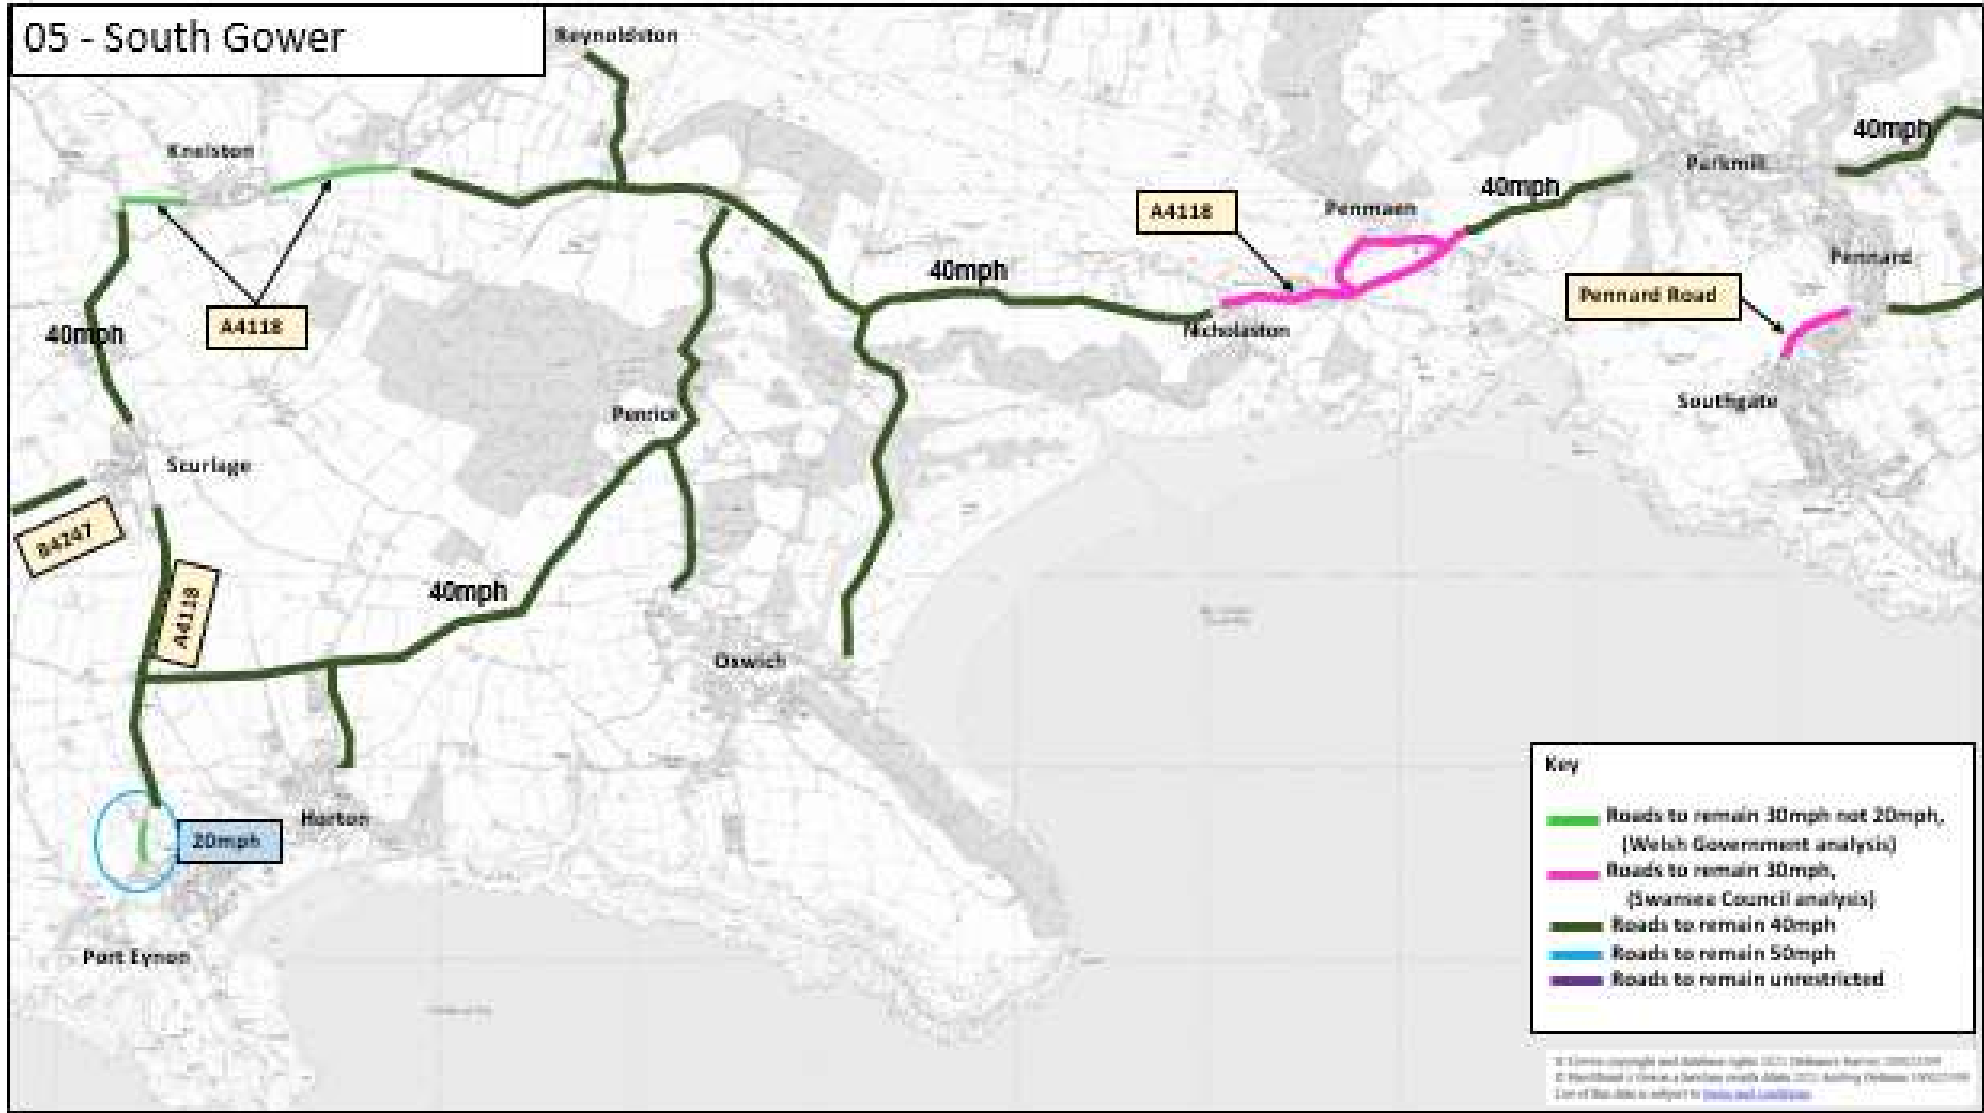 05 - South Gower
Reynoldston
Knelston
40mph
Parkmill
40mph
A4118
Penmaen
Pennard
40mph
Pennard Road
A4118
40mph
Nicholaston
Southgate
Penrice
Scurlage
B4247
A4118
40mph
Oxwich
20mph
Horton
Port Eynon
Key
Roads to remain 30mph not 20mph,
(Welsh Government analysis)
Roads to remain 30mph,
(Swansea Council analysis)
Roads to remain 40mph
Roads to remain 50mph
Roads to remain unrestricted